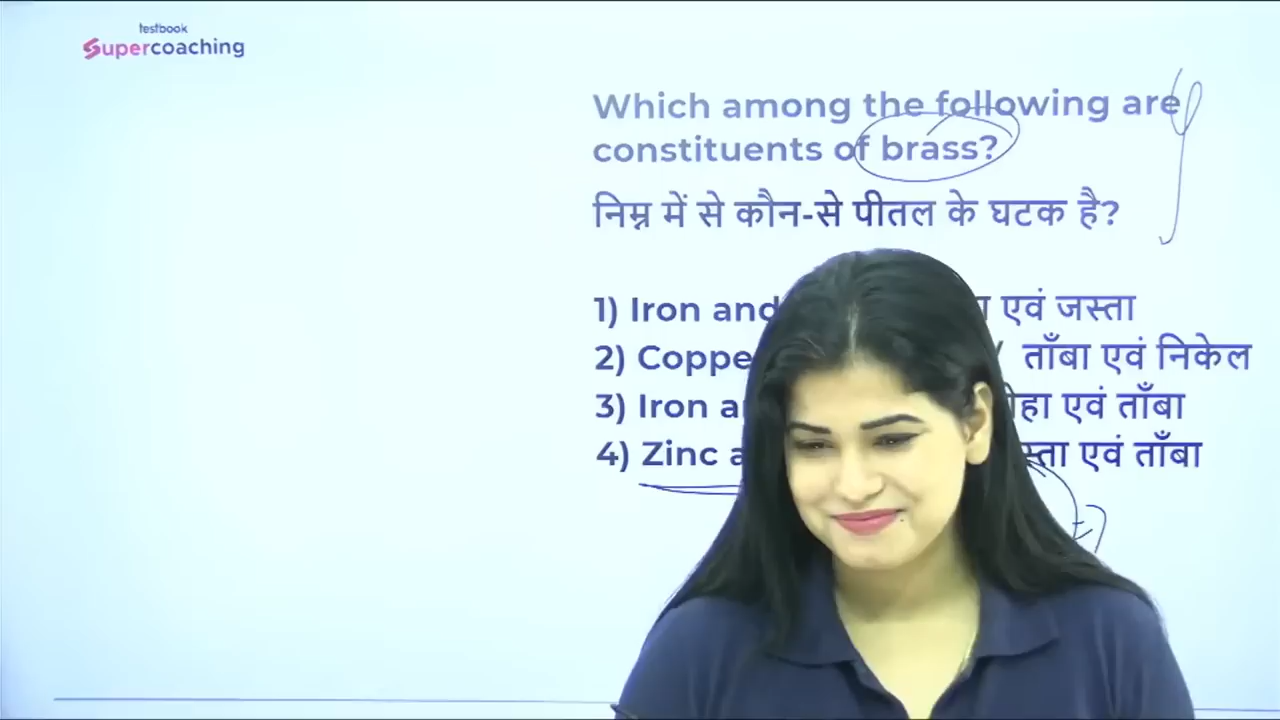 testbook
Supercoaching
Which among the following are
constituents of brass?
निम्न में से कौन-से पीतल के घटक है?
1) Iron and एवं जस्ता
2) ताँबा एवं निकेल
3) Iron एवं ताँबा
4) Zinc एवं ताँबा